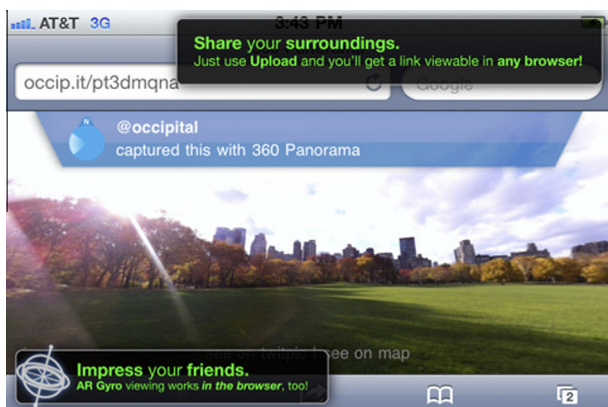 AT&T 3G
3:43 PM
Share your surroundings.
Just use Upload and you'll get a link viewable in any browser!
occip.it/pt3dmqna
Google
N
@occipital
captured this with 360 Panorama
see on twitpic | see on map
Impress your friends.
AR Gyro viewing works in the browser, too!
2